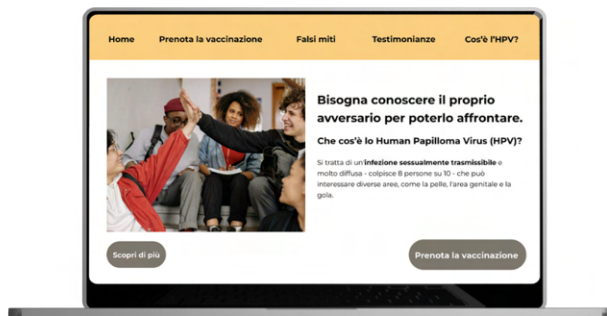 Home Prenota la vaccinazione Falsi miti Testimonianze Cos'è l'HPV?
Bisogna conoscere il proprio
avversario per poterlo affrontare.
Che cos'è lo Human Papilloma Virus (HPV)?
Si tratta di un'infezione sessualmente trasmissibile e
molto diffusa - colpisce 8 persone su 10 - che può
interessare diverse aree, come la pelle, l'area genitale e la
gola.
Scopri di più
Prenota la vaccinazione